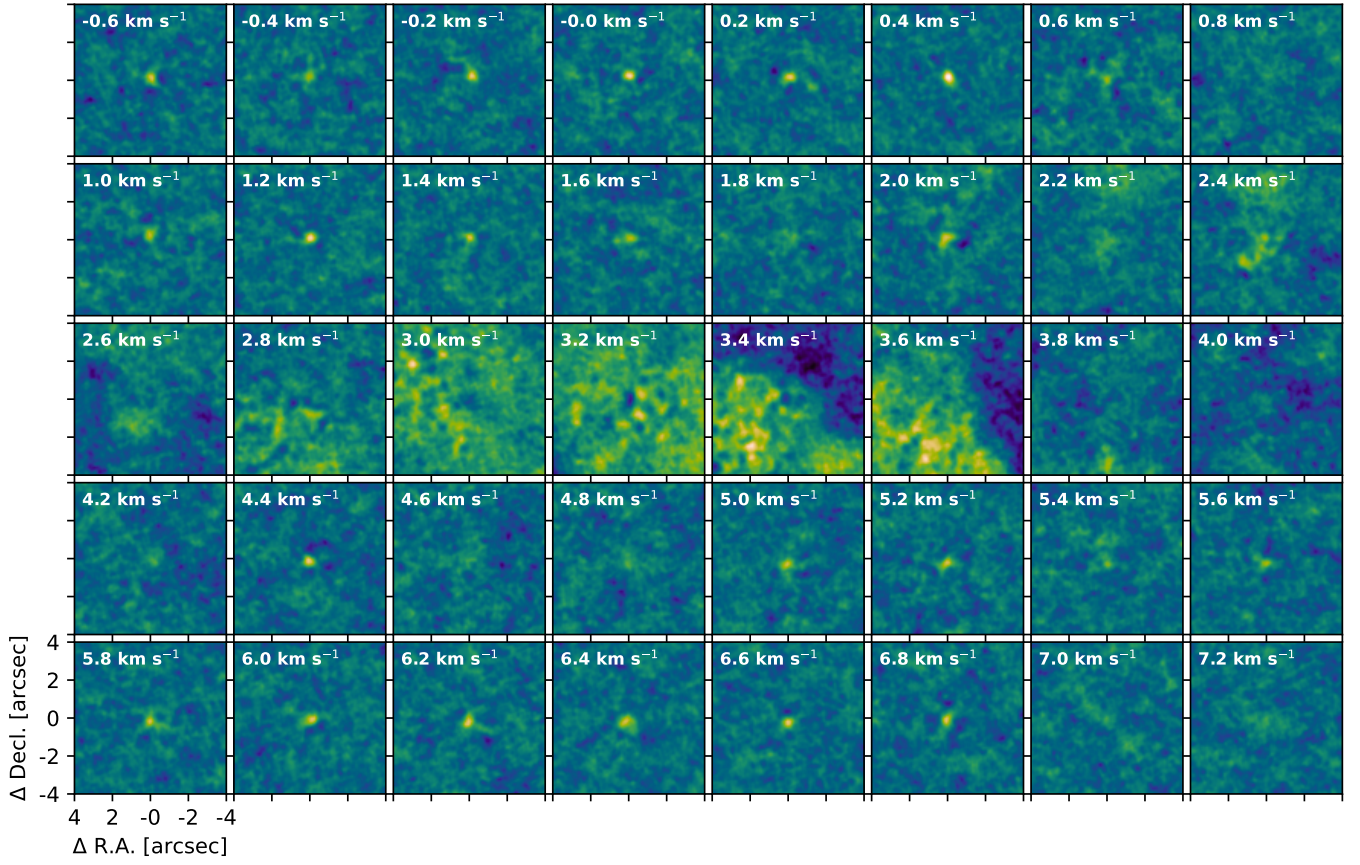 -0.6 km s⁻¹ -0.4 km s⁻¹ -0.2 km s⁻¹ -0.0 km s⁻¹ 0.2 km s⁻¹ 0.4 km s⁻¹ 0.6 km s⁻¹ 0.8 km s⁻¹
1.0 km s⁻¹ 1.2 km s⁻¹ 1.4 km s⁻¹ 1.6 km s⁻¹ 1.8 km s⁻¹ 2.0 km s⁻¹ 2.2 km s⁻¹ 2.4 km s⁻¹
2.6 km s⁻¹ 2.8 km s⁻¹ 3.0 km s⁻¹ 3.2 km s⁻¹ 3.4 km s⁻¹ 3.6 km s⁻¹ 3.8 km s⁻¹ 4.0 km s⁻¹
4.2 km s⁻¹ 4.4 km s⁻¹ 4.6 km s⁻¹ 4.8 km s⁻¹ 5.0 km s⁻¹ 5.2 km s⁻¹ 5.4 km s⁻¹ 5.6 km s⁻¹
5.8 km s⁻¹ 6.0 km s⁻¹ 6.2 km s⁻¹ 6.4 km s⁻¹ 6.6 km s⁻¹ 6.8 km s⁻¹ 7.0 km s⁻¹ 7.2 km s⁻¹
Δ Decl. [arcsec]
4
2
0
-2
-4
4 2 -0 -2 -4
Δ R.A. [arcsec]